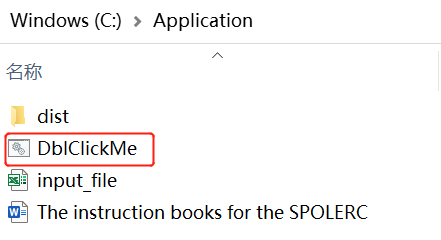 Windows (C:) > Application
名称
dist
DblClickMe
input_file
The instruction books for the SPOLERC